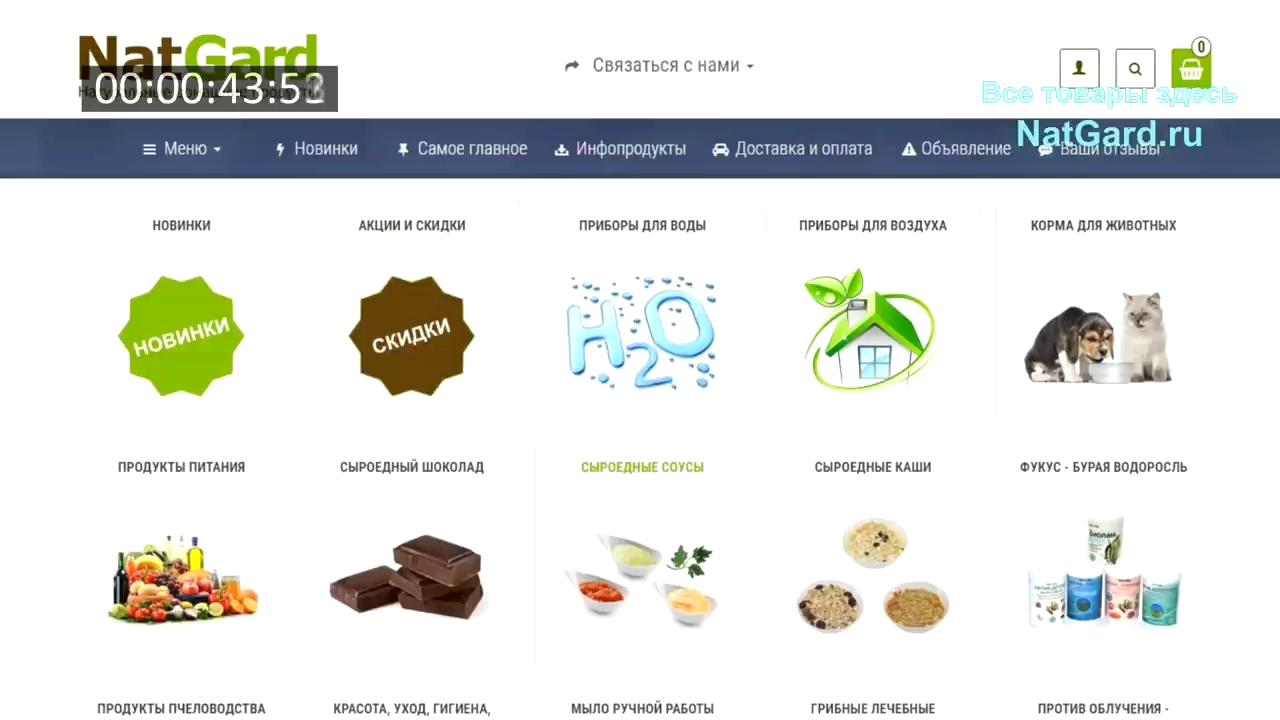 NatGard
00:00:43:5
Связаться с нами
0
Все товары здесь
NatGard.ru
Меню
Новинки
Самое главное
Инфопродукты
Доставка и оплата
Объявление
Ваши отзывы
НОВИНКИ
АКЦИИ И СКИДКИ
ПРИБОРЫ ДЛЯ ВОДЫ
ПРИБОРЫ ДЛЯ ВОЗДУХА
КОРМА ДЛЯ ЖИВОТНЫХ
НОВИНКИ
СКИДКИ
H2O
ПРОДУКТЫ ПИТАНИЯ
СЫРОЕДНЫЙ ШОКОЛАД
СЫРОЕДНЫЕ СОУСЫ
СЫРОЕДНЫЕ КАШИ
ФУКУС - БУРАЯ ВОДОРОСЛЬ
ПРОДУКТЫ ПЧЕЛОВОДСТВА
КРАСОТА, УХОД, ГИГИЕНА,
МЫЛО РУЧНОЙ РАБОТЫ
ГРИБНЫЕ ЛЕЧЕБНЫЕ
ПРОТИВ ОБЛУЧЕНИЯ -